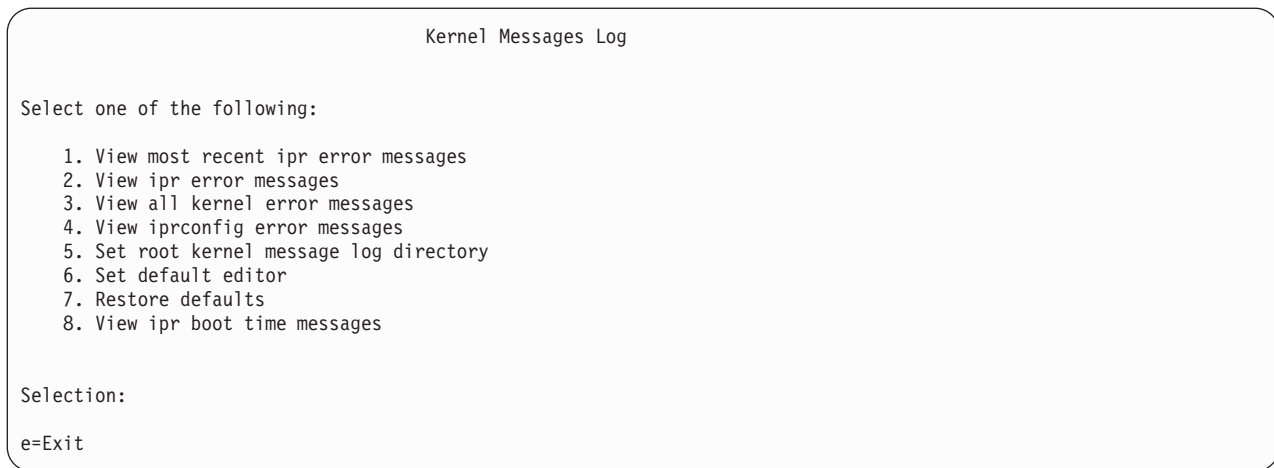 Kernel Messages Log
Select one of the following:
1. View most recent ipr error messages
2. View ipr error messages
3. View all kernel error messages
4. View iprconfig error messages
5. Set root kernel message log directory
6. Set default editor
7. Restore defaults
8. View ipr boot time messages
Selection:
e=Exit